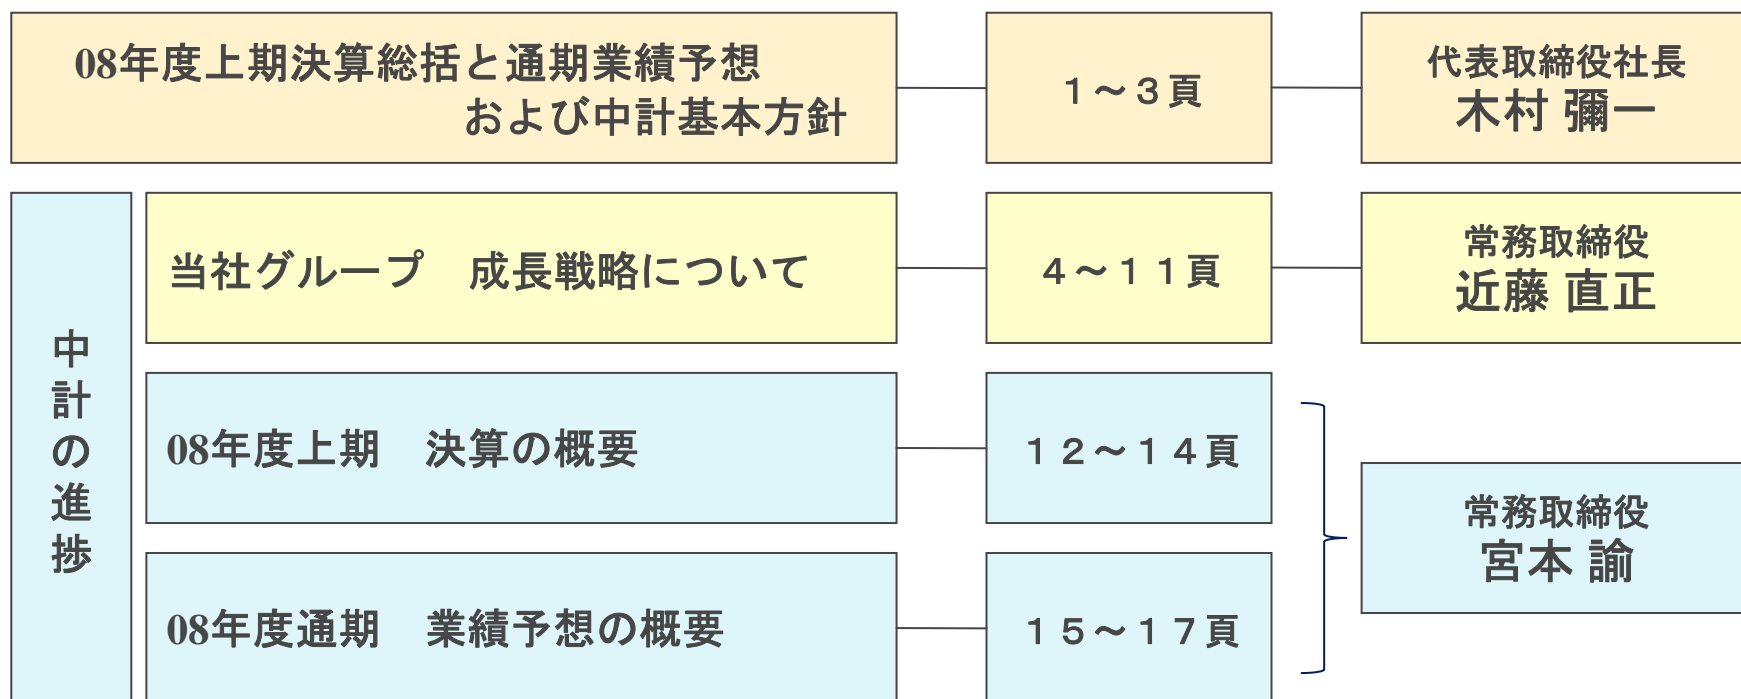 08年度上期決算総括と通期業績予想
および中計基本方針
１～３頁
代表取締役社長
木村 彌一
中計の進捗
当社グループ　成長戦略について
４～１１頁
常務取締役
近藤 直正
08年度上期　決算の概要
１２～１４頁
08年度通期　業績予想の概要
１５～１７頁
常務取締役
宮本 諭